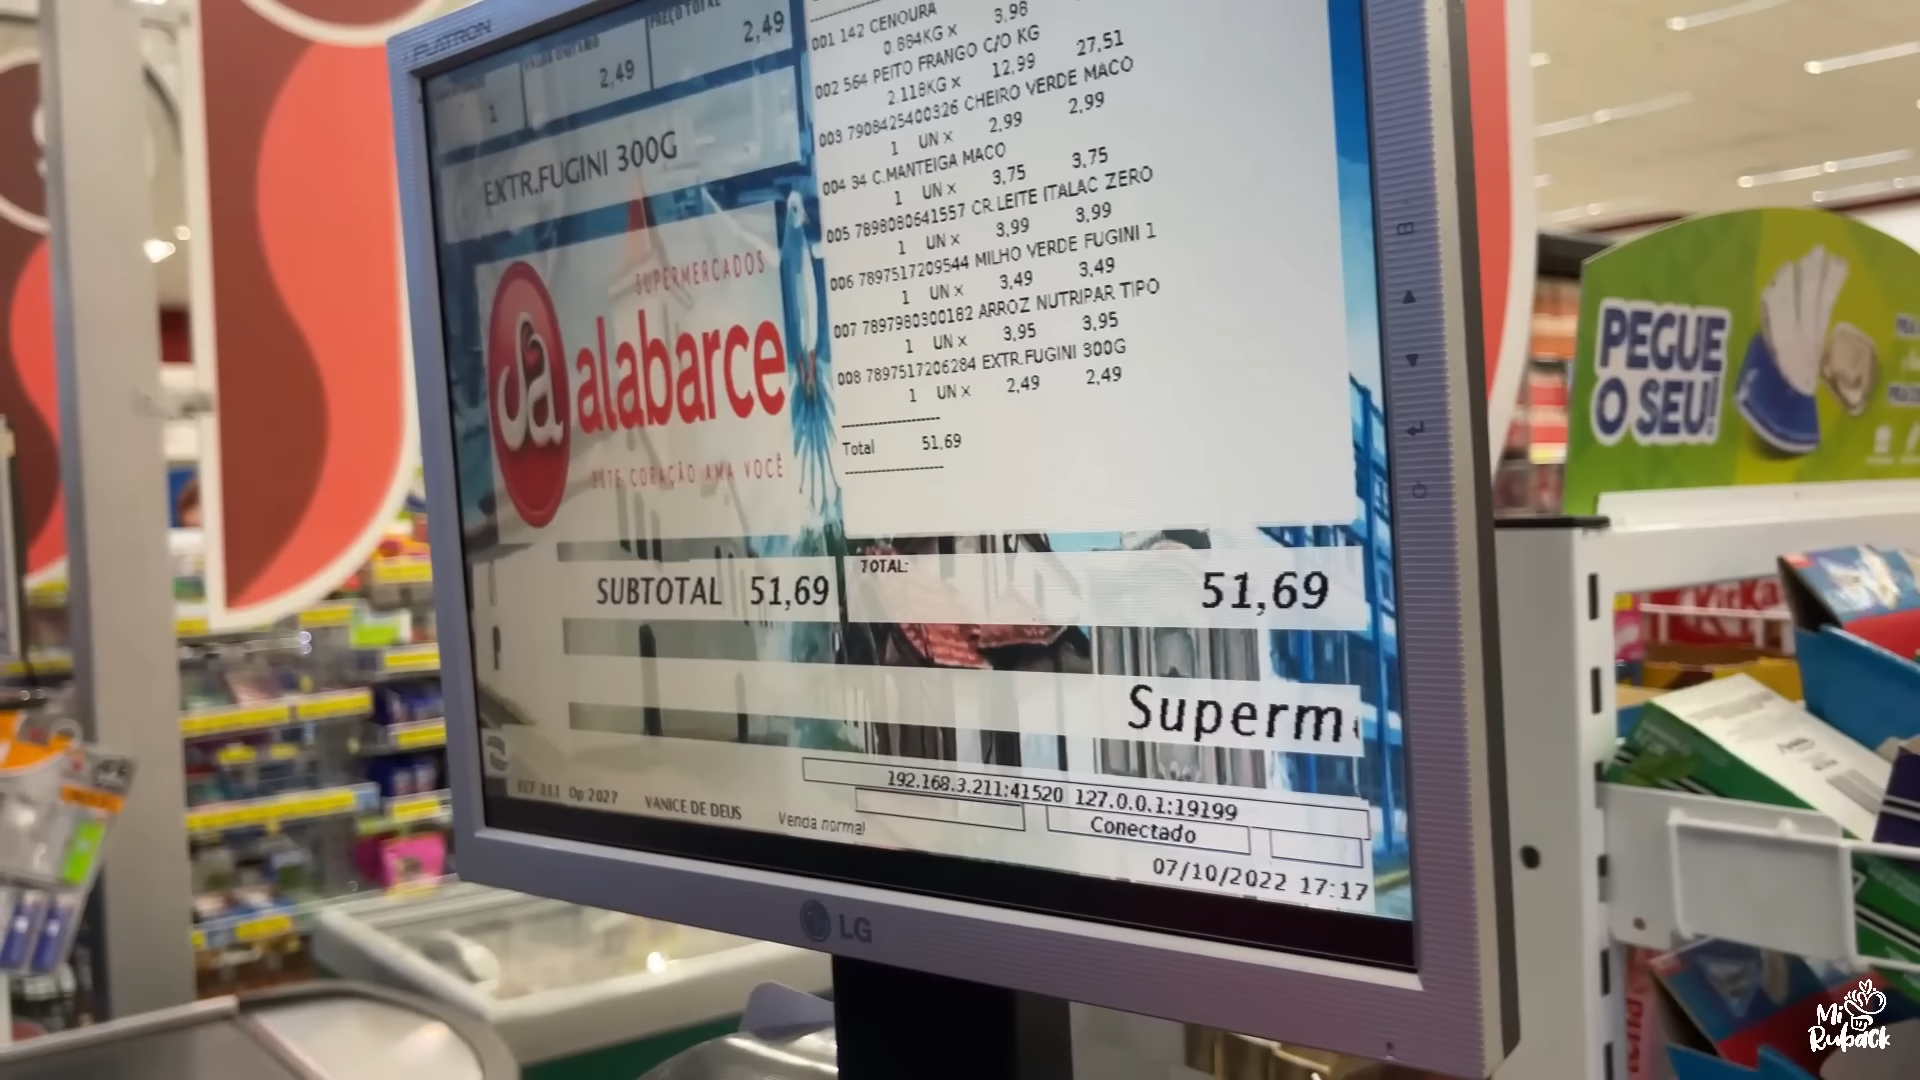 FLATRON
PREÇO TOTAL
1
2,49
2,49
EXTR.FUGINI 300G
SUPERMERCADOS
alabarce
ESTE CORAÇÃO AMA VOCÊ
001 142 CENOURA
0.884KG x 3,98
002 564 PEITO FRANGO C/O KG
2.118KG x 12,99 27,51
003 7908425400326 CHEIRO VERDE MACO
1 UN x 2,99 2,99
004 34 C.MANTEIGA MACO
1 UN x 3,75 3,75
005 7898080641557 CR.LEITE ITALAC ZERO
1 UN x 3,99 3,99
006 7897517209544 MILHO VERDE FUGINI 1
1 UN x 3,49 3,49
007 7897980300182 ARROZ NUTRIPAR TIPO
1 UN x 3,95 3,95
008 7897517206284 EXTR.FUGINI 300G
1 UN x 2,49 2,49
--------------------
Total 51,69
--------------------
SUBTOTAL 51,69
TOTAL:
51,69
Superm
192.168.3.211:41520 127.0.0.1:19199
Op:2027 VANICE DE DEUS Venda normal
Conectado
07/10/2022 17:17
LG
PEGUE
O SEU!
Mi
Ruback